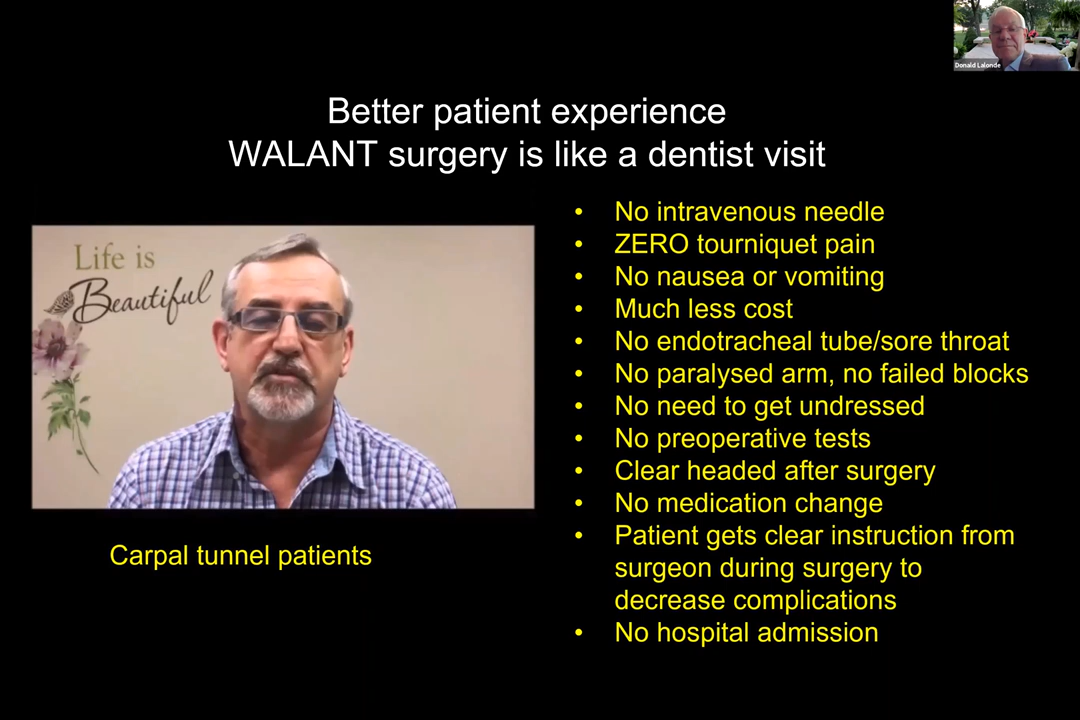 Donald Lalonde
Better patient experience
WALANT surgery is like a dentist visit
Life is
Beautiful
Carpal tunnel patients
• No intravenous needle
• ZERO tourniquet pain
• No nausea or vomiting
• Much less cost
• No endotracheal tube/sore throat
• No paralysed arm, no failed blocks
• No need to get undressed
• No preoperative tests
• Clear headed after surgery
• No medication change
• Patient gets clear instruction from
surgeon during surgery to
decrease complications
• No hospital admission